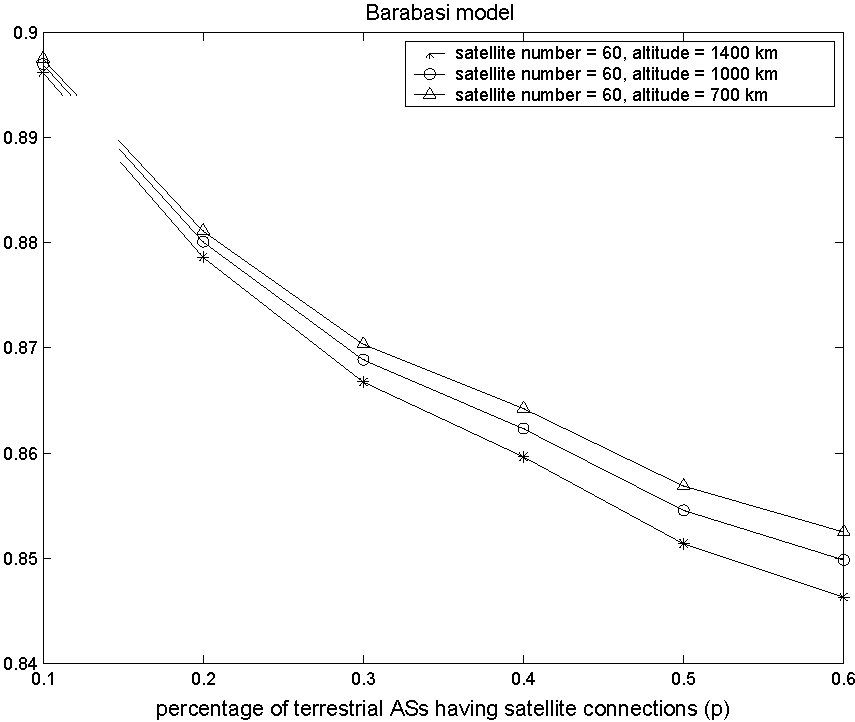 Barabasi model
satellite number = 60, altitude = 1400 km
satellite number = 60, altitude = 1000 km
satellite number = 60, altitude = 700 km
0.9
0.89
0.88
0.87
0.86
0.85
0.84
0.1 0.2 0.3 0.4 0.5 0.6
percentage of terrestrial ASs having satellite connections (p)